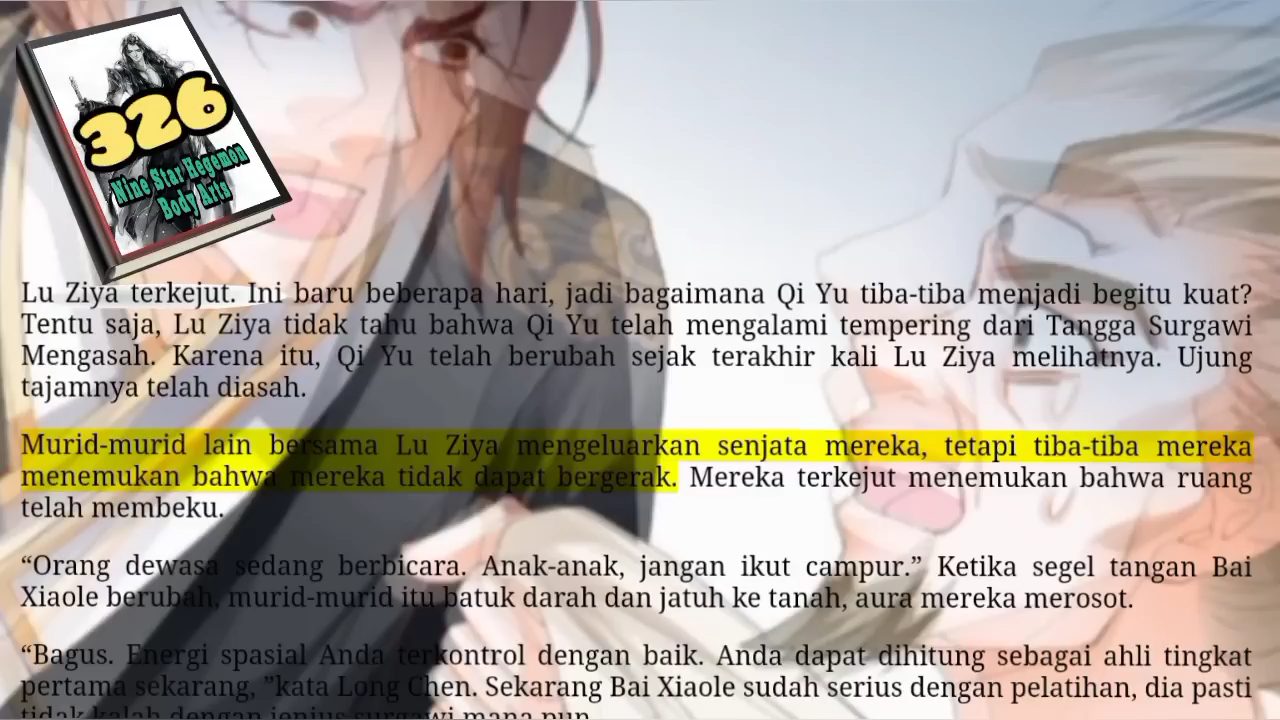 326
Nine Star Hegemon
Body Arts
Lu Ziya terkejut. Ini baru beberapa hari, jadi bagaimana Qi Yu tiba-tiba menjadi begitu kuat?
Tentu saja, Lu Ziya tidak tahu bahwa Qi Yu telah mengalami tempering dari Tangga Surgawi
Mengasah. Karena itu, Qi Yu telah berubah sejak terakhir kali Lu Ziya melihatnya. Ujung
tajamnya telah diasah.
Murid-murid lain bersama Lu Ziya mengeluarkan senjata mereka, tetapi tiba-tiba mereka
menemukan bahwa mereka tidak dapat bergerak. Mereka terkejut menemukan bahwa ruang
telah membeku.
“Orang dewasa sedang berbicara. Anak-anak, jangan ikut campur.” Ketika segel tangan Bai
Xiaole berubah, murid-murid itu batuk darah dan jatuh ke tanah, aura mereka merosot.
“Bagus. Energi spasial Anda terkontrol dengan baik. Anda dapat dihitung sebagai ahli tingkat
pertama sekarang, ”kata Long Chen. Sekarang Bai Xiaole sudah serius dengan pelatihan, dia pasti
tidak kalah dengan jenius surgawi mana pun.